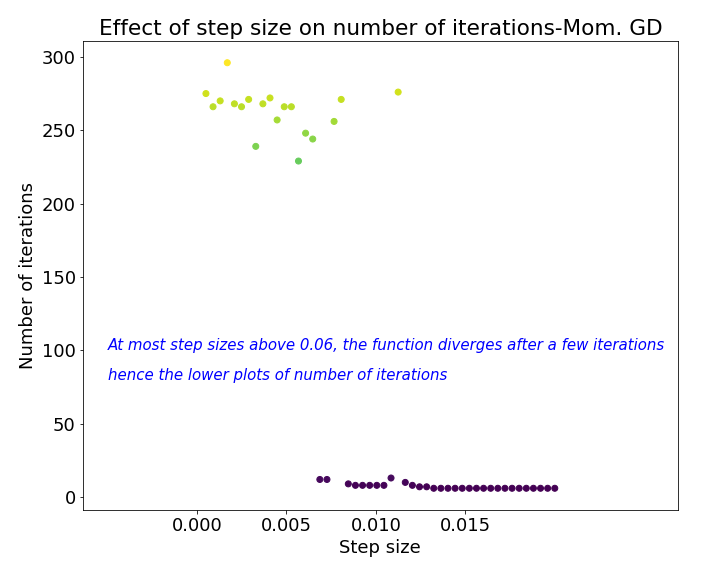 Effect of step size on number of iterations-Mom. GD
300
250
200
150
100
50
0
Number of iterations
At most step sizes above 0.06, the function diverges after a few iterations
hence the lower plots of number of iterations
0.000 0.005 0.010 0.015
Step size